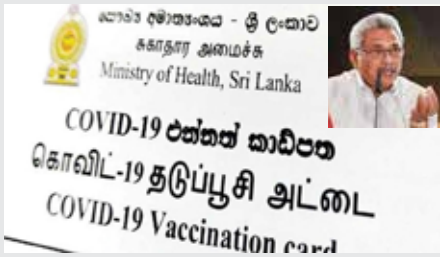 සෞඛ්‍ය අමාත්‍යංශය - ශ්‍රී ලංකාව
சுகாதார அமைச்சு
Ministry of Health, Sri Lanka
COVID-19 එන්නත් කාඩ්පත
கொவிட்-19 தடுப்பூசி அட்டை
COVID-19 Vaccination card